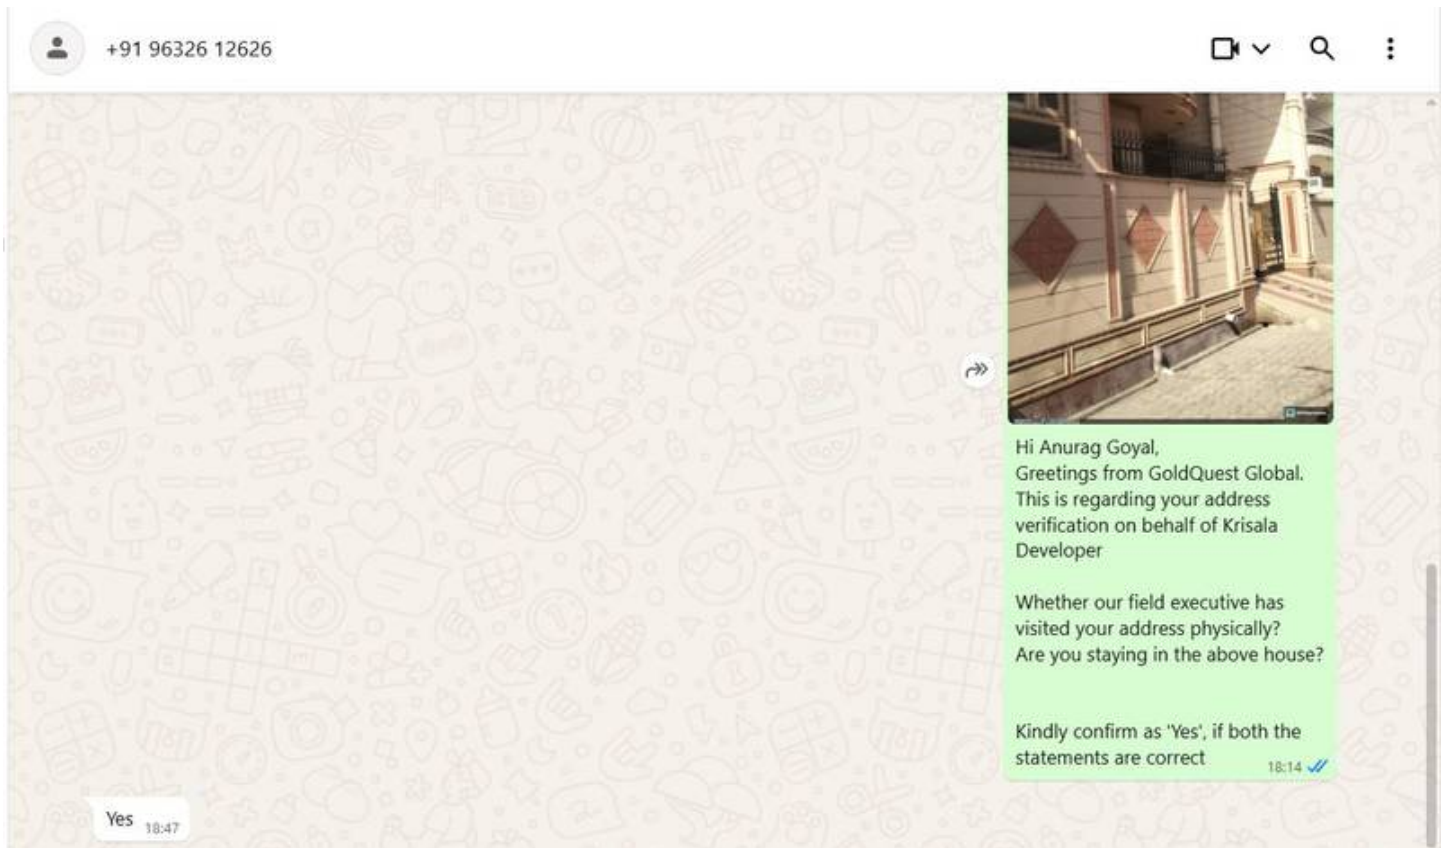 +91 96326 12626
Hi Anurag Goyal,
Greetings from GoldQuest Global.
This is regarding your address
verification on behalf of Krisala
Developer
Whether our field executive has
visited your address physically?
Are you staying in the above house?
Kindly confirm as 'Yes', if both the
statements are correct
18:14
Yes
18:47